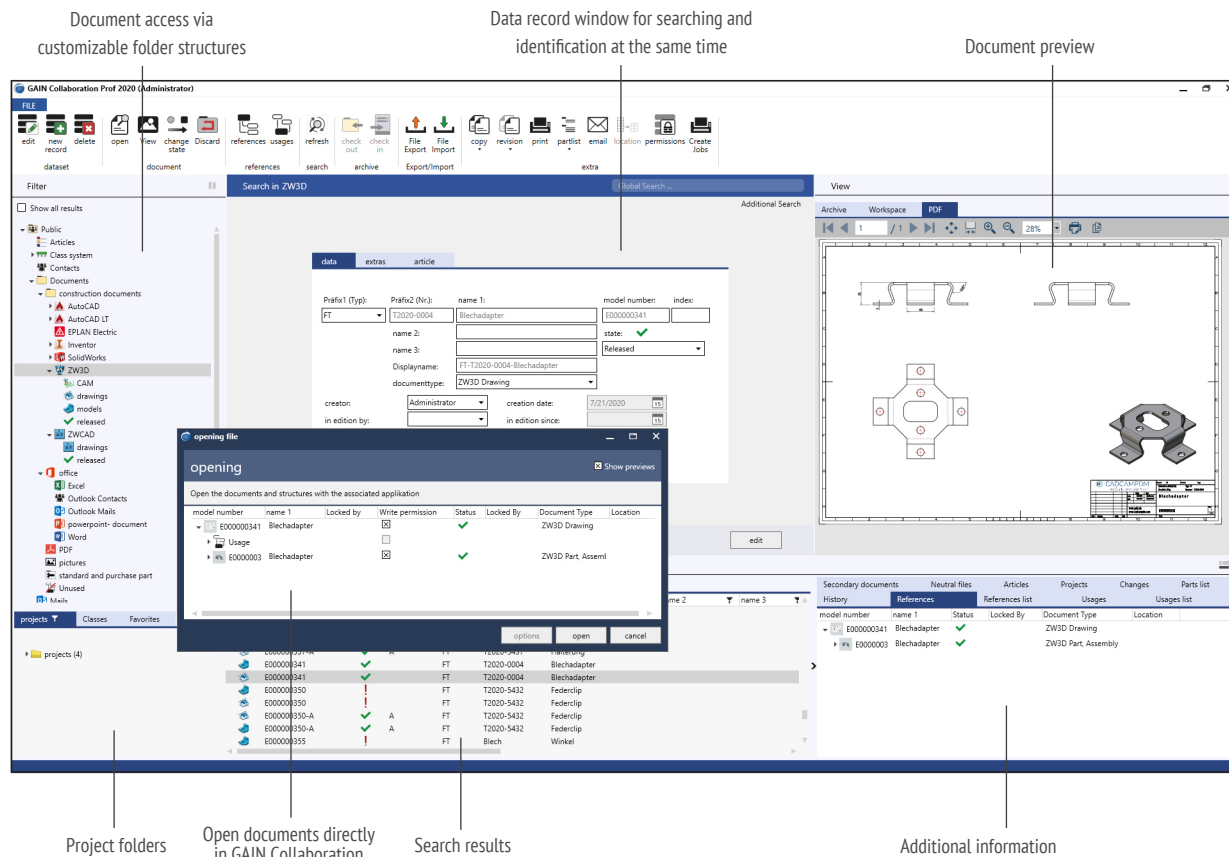 Document access via
customizable folder structures
Data record window for searching and
identification at the same time
Document preview
GAIN Collaboration Prof 2020 (Administrator)
FILE
edit
new record
delete
open
View
change state
Discard
references
usages
refresh
check out
check in
File Export
File Import
copy
revision
print
partlist
email
location
permissions
Create Jobs
dataset
document
references
search
archive
Export/Import
extra
Filter
Search in ZW3D
Global Search ...
View
Show all results
Additional Search
Archive Workspace PDF
1 / 1 28%
Public
Articles
Class system
Contacts
Documents
construction documents
AutoCAD
AutoCAD LT
EPLAN Electric
Inventor
SolidWorks
ZW3D
CAM
drawings
models
released
ZWCAD
drawings
released
office
Excel
Outlook Contacts
Outlook Mails
powerpoint- document
Word
PDF
pictures
standard and purchase part
Unused
Mails
data extras article
Präfix1 (Typ): Präfix2 (Nr.): name 1: model number: index:
FT T2020-0004 Blechadapter E000000341
name 2: state:
name 3: Released
Displayname: FT-T2020-0004-Blechadapter
documenttype: ZW3D Drawing
creator: Administrator creation date: 7/21/2020 15
in edition by: in edition since: 15
edit
CADCAMPDM
Blechadapter
opening file
opening
Show previews
Open the documents and structures with the associated applikation
model number name 1 Locked by Write permission Status Locked By Document Type Location
E000000341 Blechadapter ZW3D Drawing
Usage
E0000003 Blechadapter ZW3D Part, Assembl
options open cancel
projects Classes Favorites
projects (4)
name 2 name 3
E000000341 FT T2020-0004 Blechadapter
E000000341 FT T2020-0004 Blechadapter
E000000350 FT T2020-5432 Federclip
E000000350 FT T2020-5432 Federclip
E000000350-A A FT T2020-5432 Federclip
E000000350-A A FT T2020-5432 Federclip
E000000355 FT Blech Winkel
Secondary documents Neutral files Articles Projects Changes Parts list
History References References list Usages Usages list
model number name 1 Status Locked By Document Type Location
E000000341 Blechadapter ZW3D Drawing
E0000003 Blechadapter ZW3D Part, Assembly
Project folders
Open documents directly
in GAIN Collaboration
Search results
Additional information